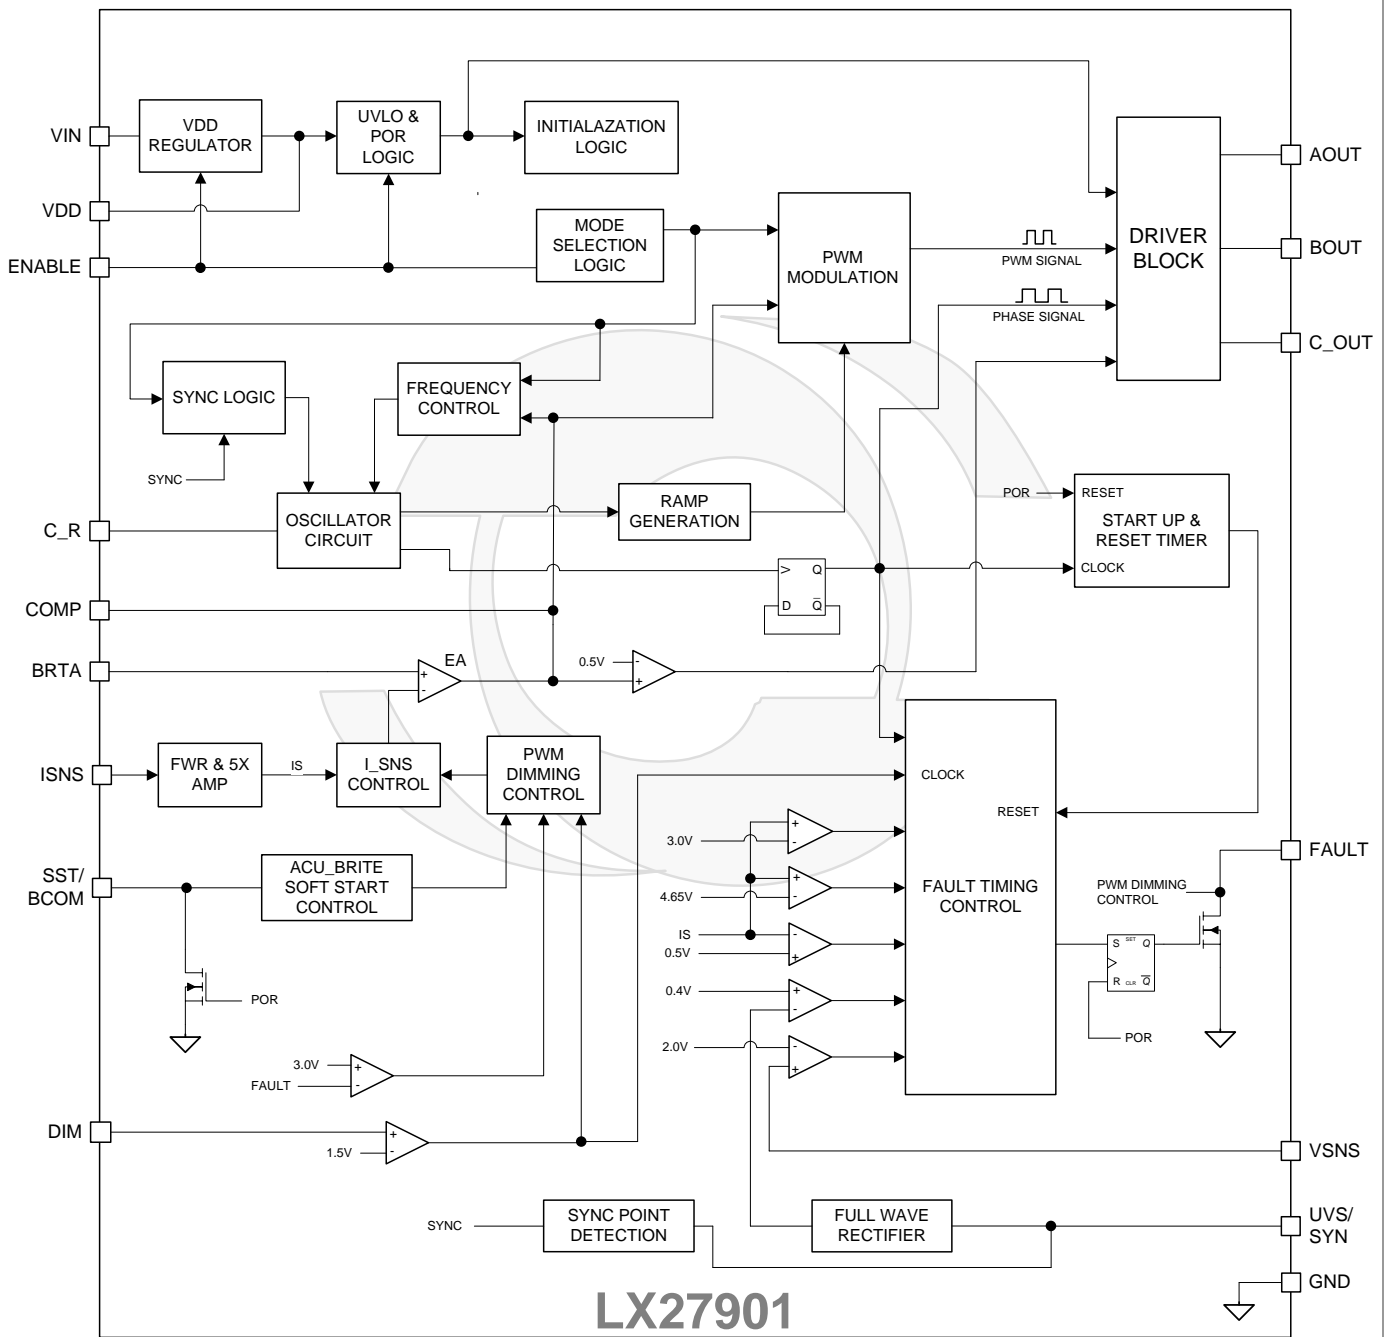 VIN
VDD
REGULATOR
UVLO &
POR
LOGIC
INITIALAZATION
LOGIC
AOUT
VDD
ENABLE
MODE
SELECTION
LOGIC
PWM
MODULATION
PWM SIGNAL
PHASE SIGNAL
DRIVER
BLOCK
BOUT
C_OUT
SYNC LOGIC
SYNC
FREQUENCY
CONTROL
C_R
OSCILLATOR
CIRCUIT
RAMP
GENERATION
POR
RESET
START UP &
RESET TIMER
CLOCK
> Q
D Q
COMP
BRTA
+
-
EA
0.5V
-
+
ISNS
FWR & 5X
AMP
IS
I_SNS
CONTROL
PWM
DIMMING
CONTROL
CLOCK
RESET
FAULT TIMING
CONTROL
3.0V
+
-
4.65V
+
-
IS
0.5V
-
+
0.4V
+
-
2.0V
-
+
SST/
BCOM
ACU_BRITE
SOFT START
CONTROL
POR
FAULT
PWM DIMMING
CONTROL
S SET Q
R CLR Q
POR
3.0V
FAULT
+
-
DIM
1.5V
+
-
VSNS
SYNC
SYNC POINT
DETECTION
FULL WAVE
RECTIFIER
UVS/
SYN
GND
LX27901